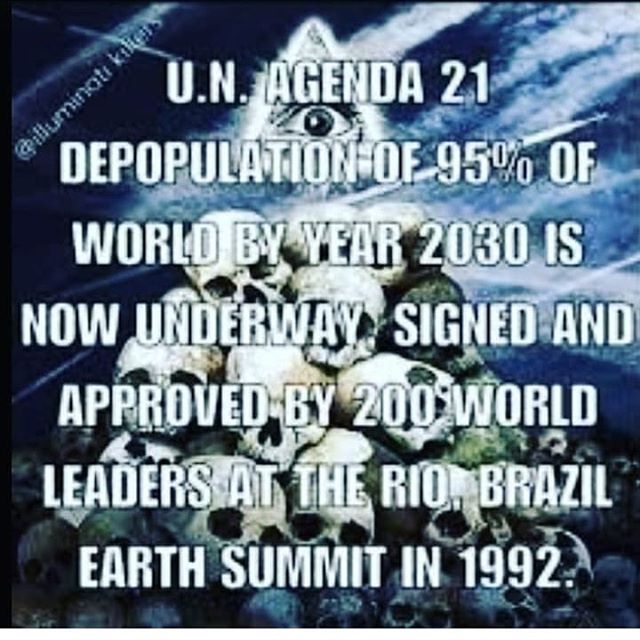 @illuminati killers
U.N. AGENDA 21
DEPOPULATION OF 95% OF
WORLD BY YEAR 2030 IS
NOW UNDERWAY, SIGNED AND
APPROVED BY 200 WORLD
LEADERS AT THE RIO, BRAZIL
EARTH SUMMIT IN 1992.